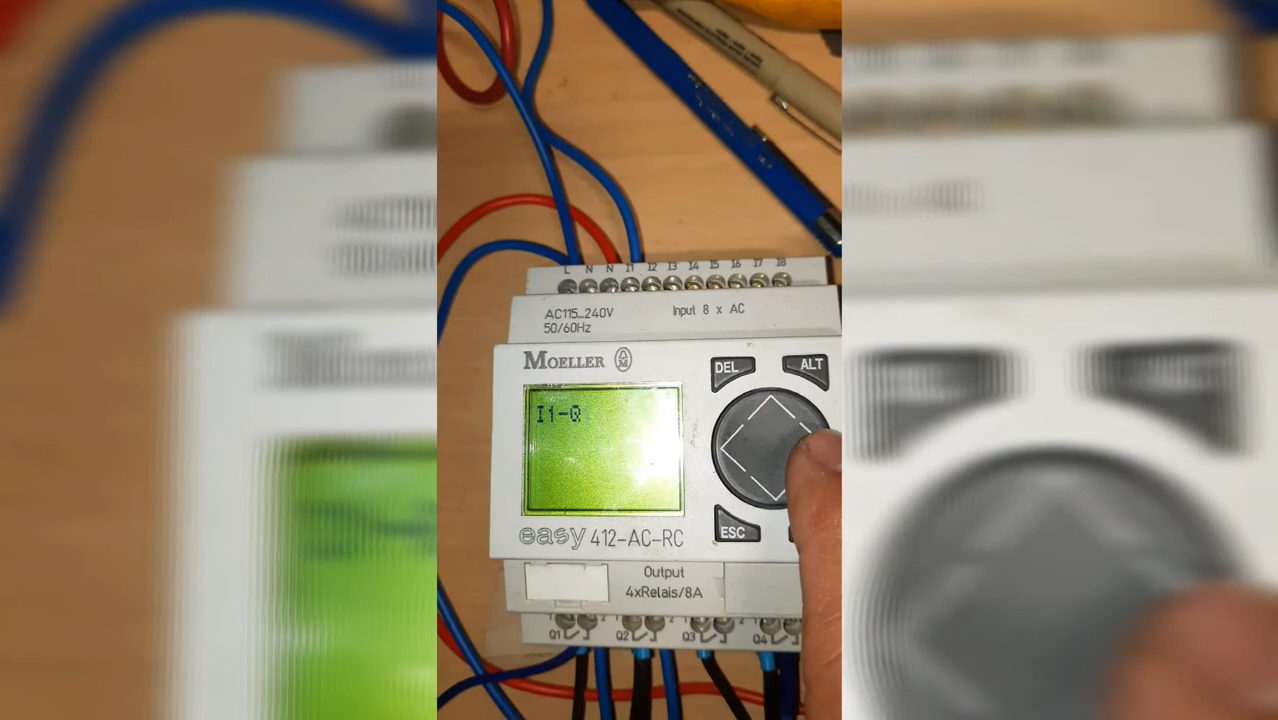 L N N I1 I2 I3 I4 I5 I6 I7 I8
AC115...240V
50/60Hz
Input 8 x AC
MOELLER
DEL
ALT
I1-Q
ESC
easy 412-AC-RC
Output
4xRelais/8A
Q1 Q2 Q3 Q4